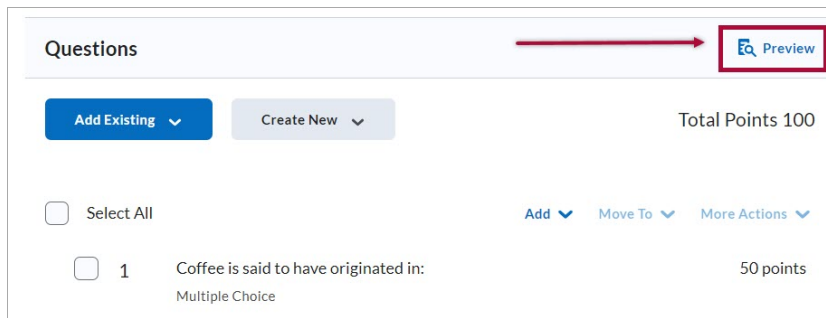 Questions
Preview
Add Existing
Create New
Total Points 100
Select All
Add
Move To
More Actions
1
Coffee is said to have originated in:
50 points
Multiple Choice